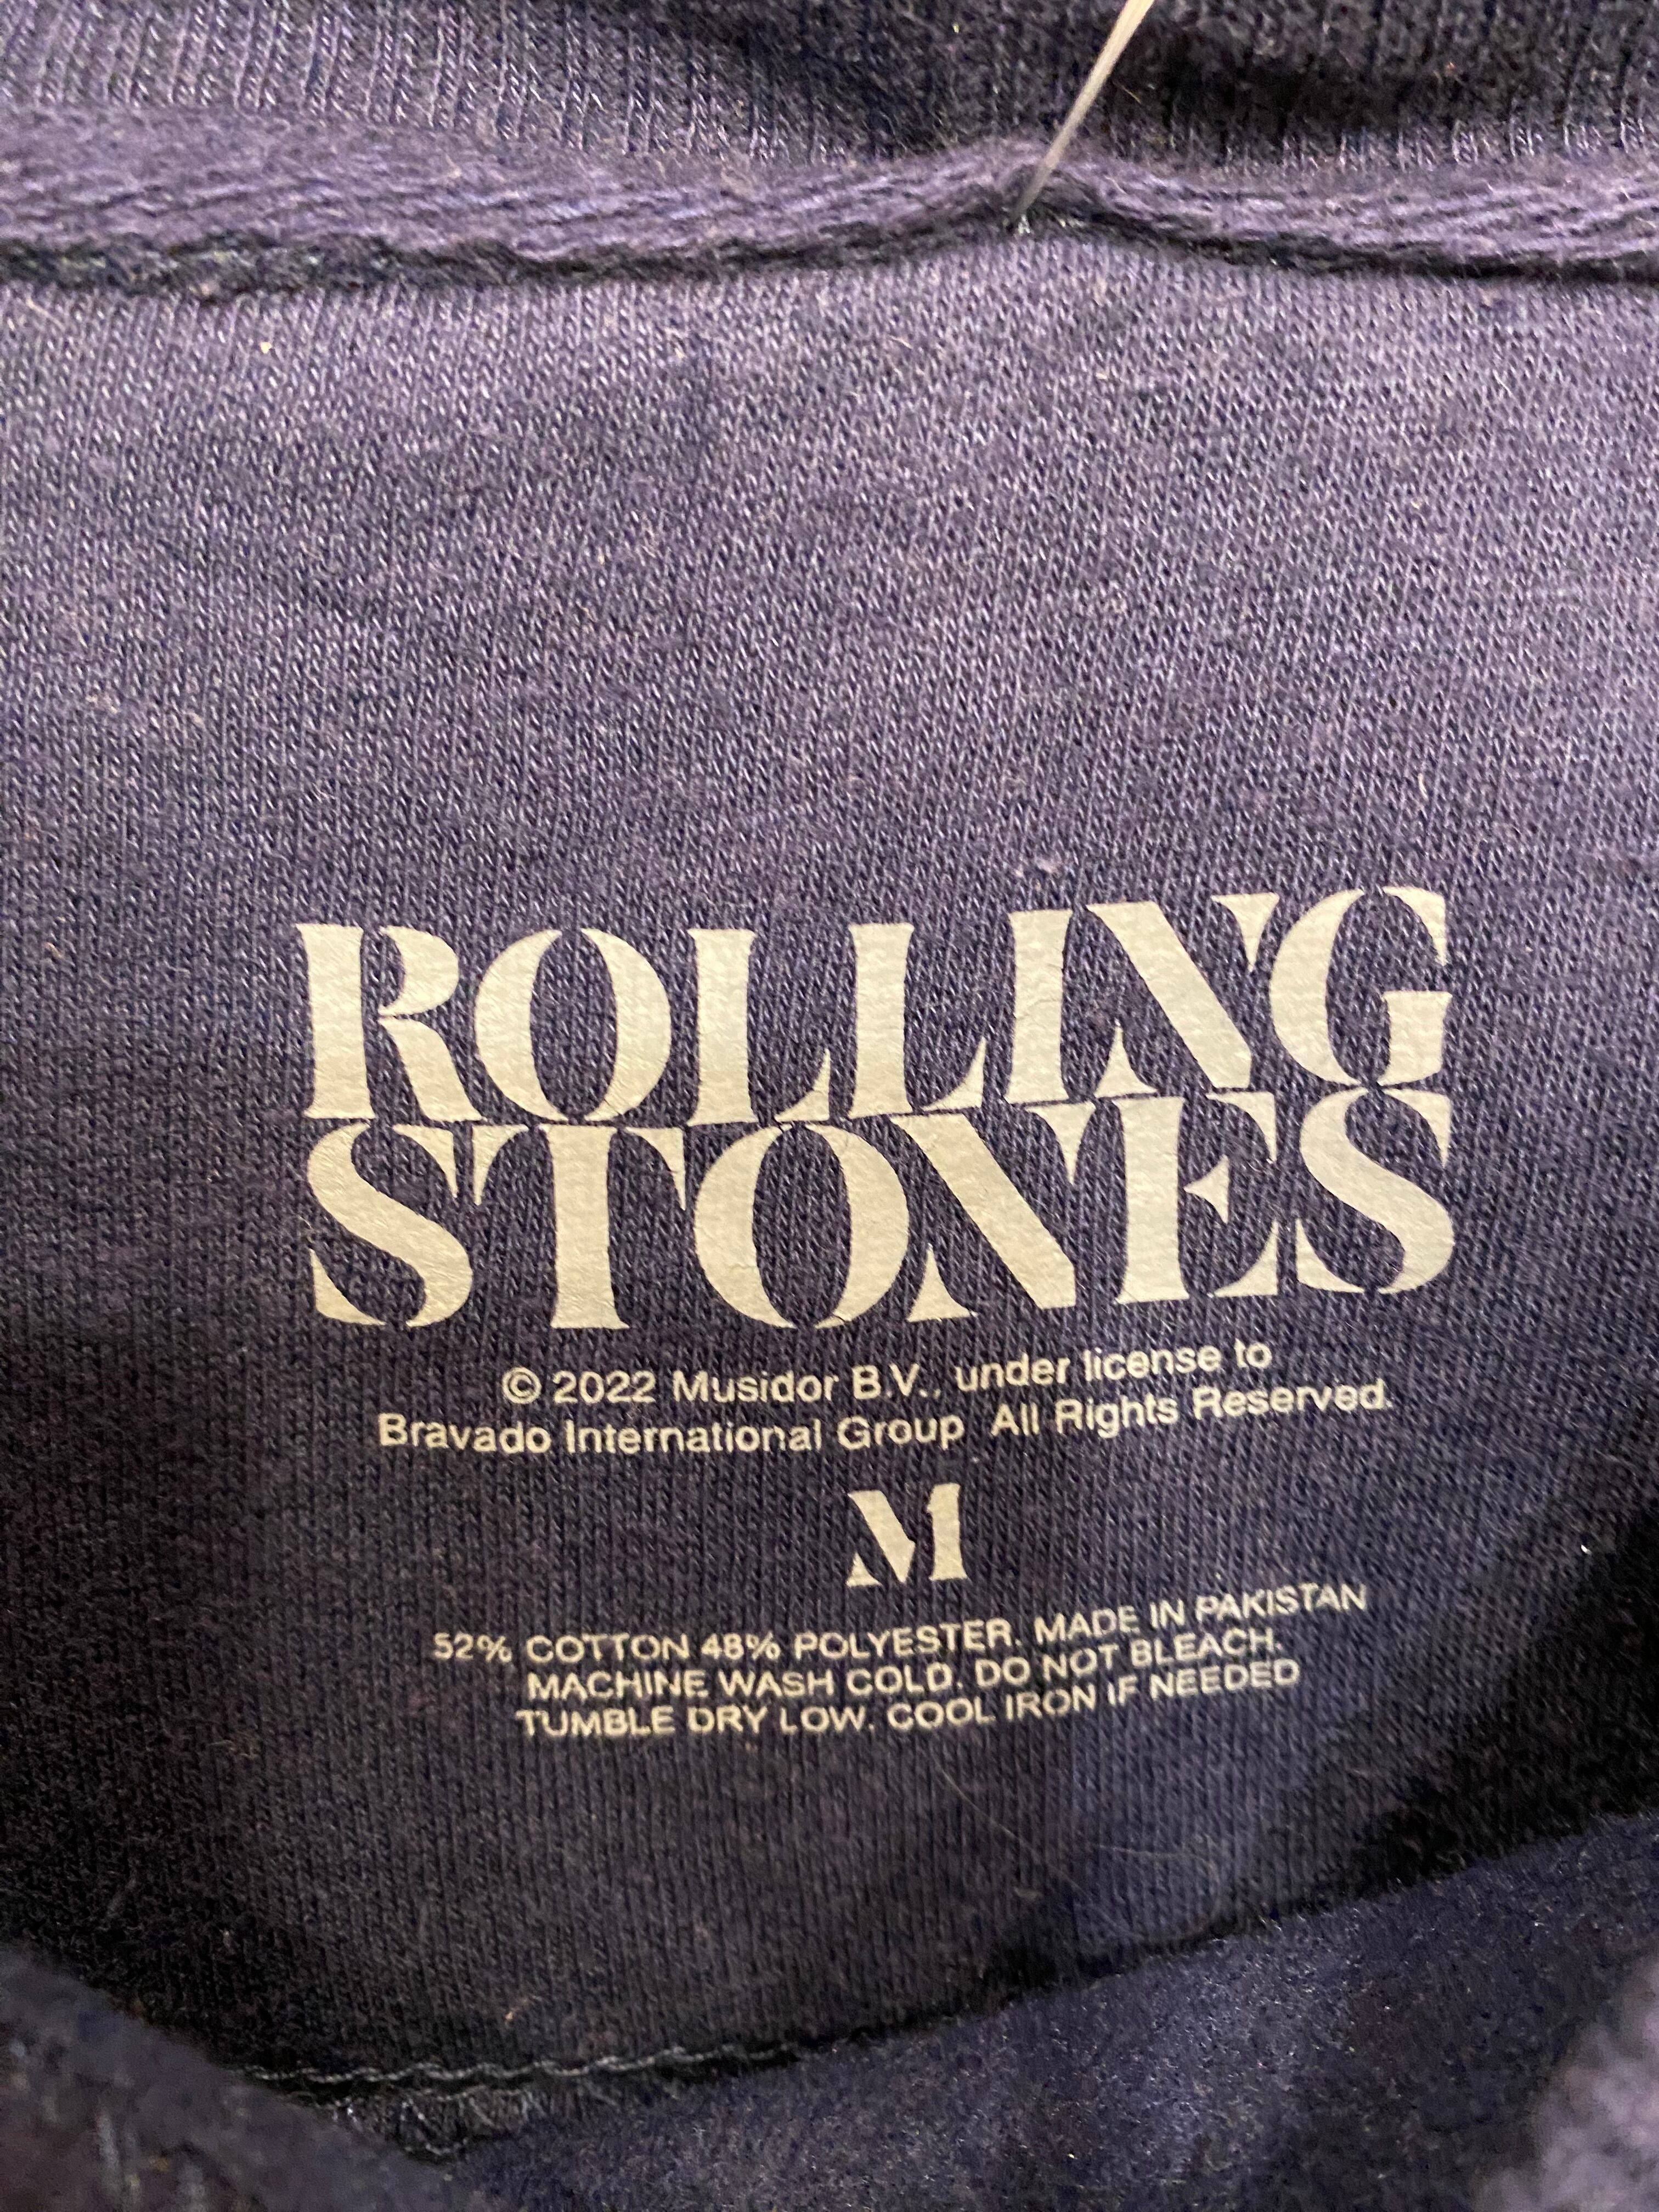 ROLLING
STONES
© 2022 Musidor B.V., under license to
Bravado International Group All Rights Reserved.
M
52% COTTON 48% POLYESTER. MADE IN PAKISTAN
MACHINE WASH COLD. DO NOT BLEACH.
TUMBLE DRY LOW. COOL IRON IF NEEDED